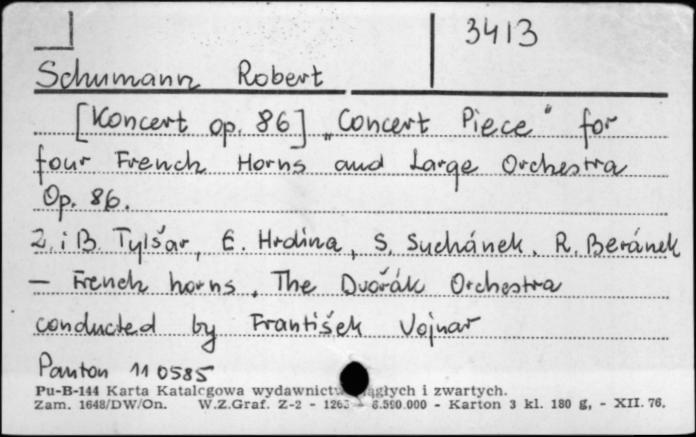 3413
Schumann Robert
[Koncert op. 86] „Concert Piece" for
four French Horns and Large Orchestra
Op. 86.
Z. i B. Tylšar, E. Hrdina, S. Suchánek, R. Beránek
– French horns. The Dvořák Orchestra
conducted by František Vajnar
Panton 11 0585
Pu-B-144 Karta Katalogowa wydawnictw ciągłych i zwartych.
Zam. 1648/DW/On. W.Z.Graf. Z-2 - 6.500.000 - Karton 3 kl. 180 g, - XII. 76.